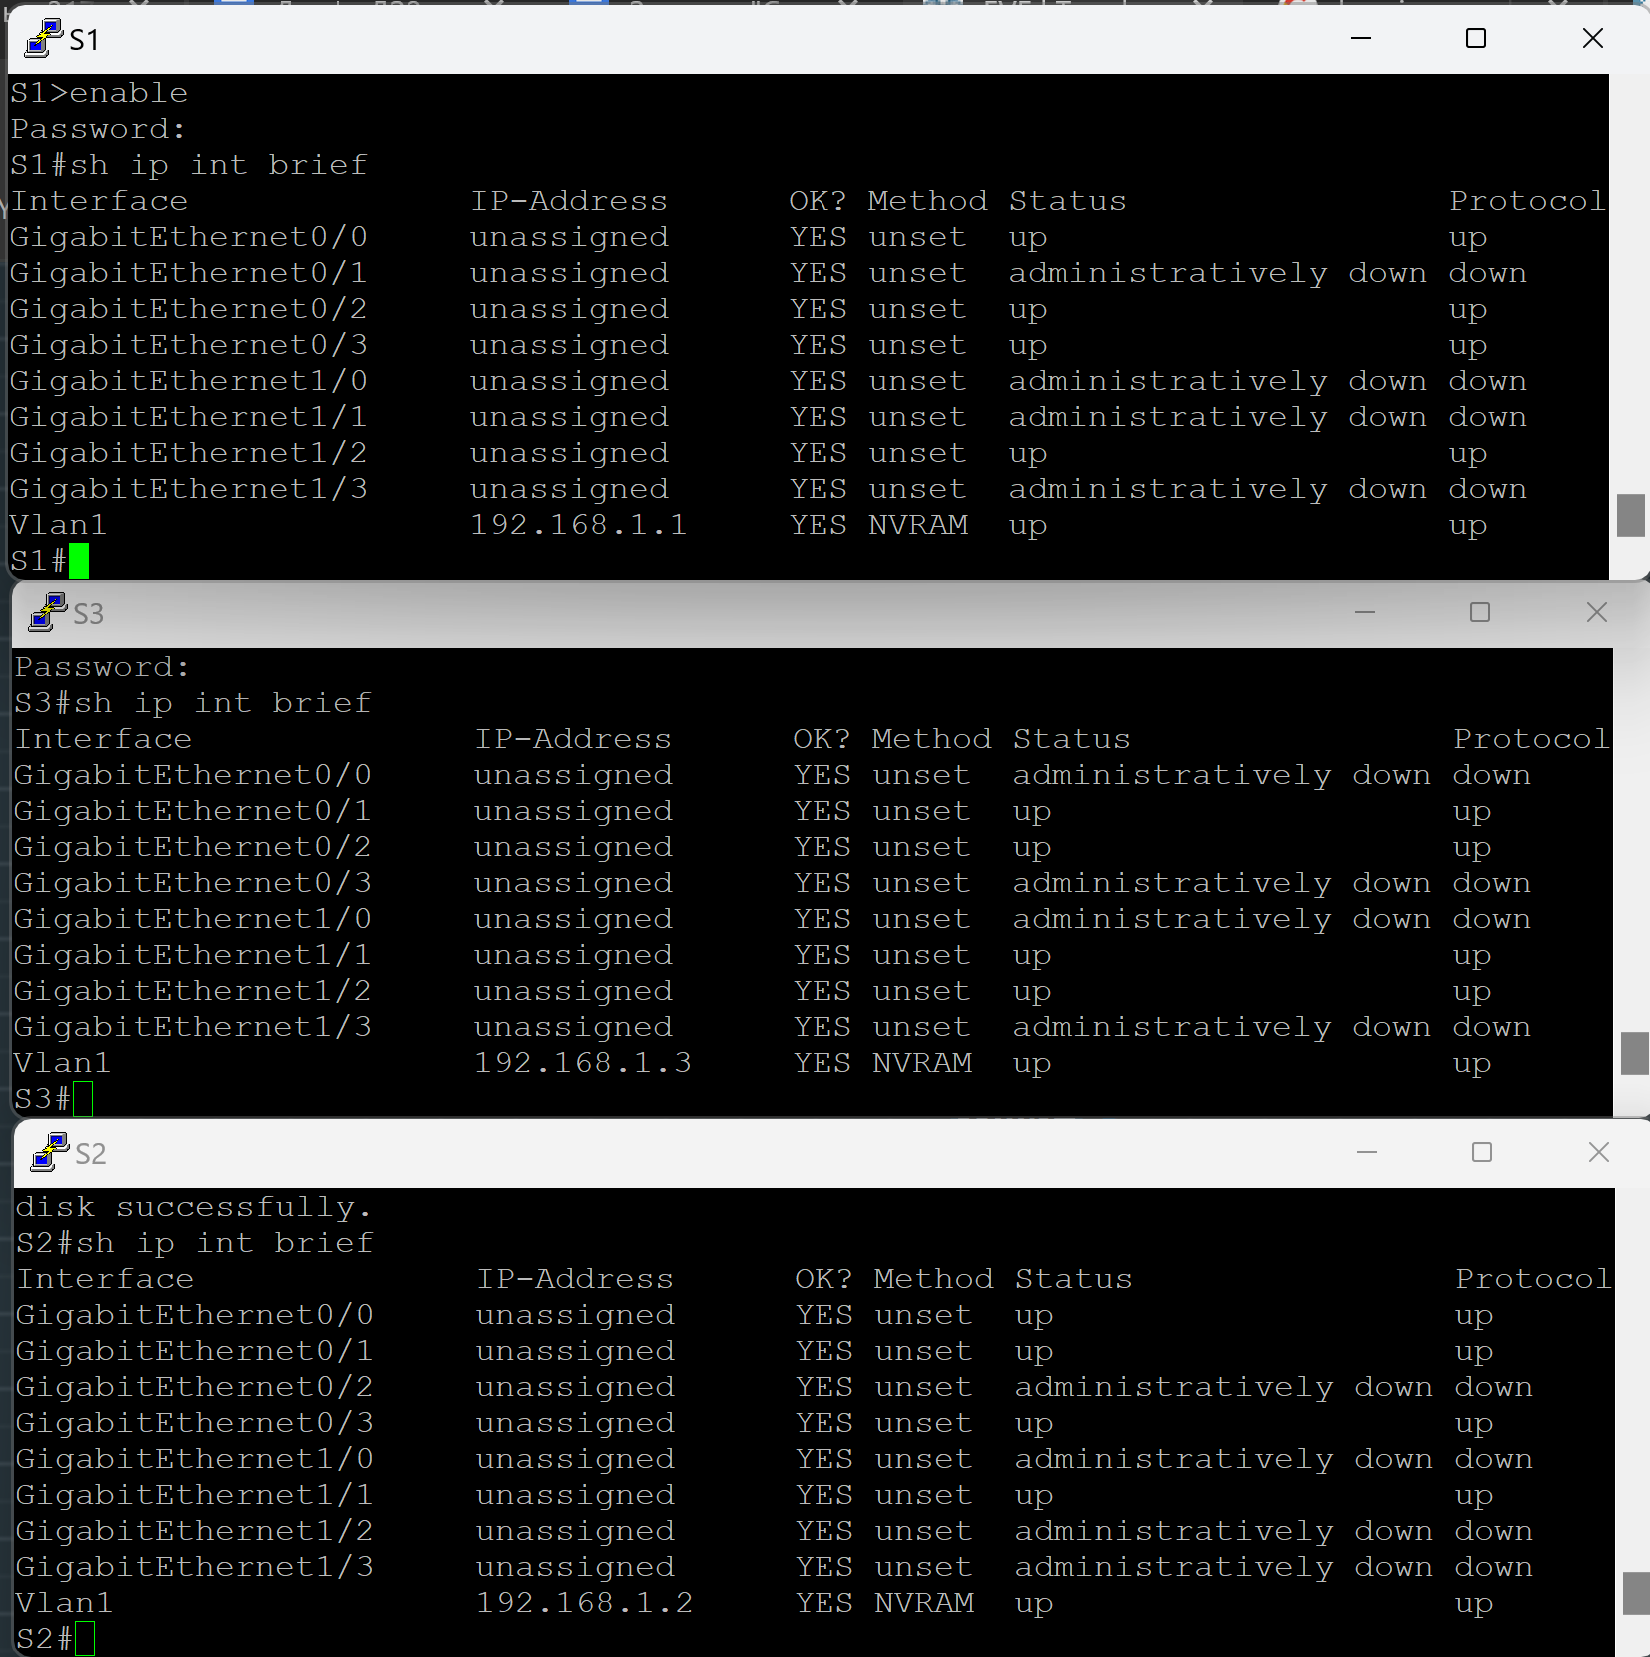 S1
S1>enable
Password:
S1#sh ip int brief
Interface IP-Address OK? Method Status Protocol
GigabitEthernet0/0 unassigned YES unset up up
GigabitEthernet0/1 unassigned YES unset administratively down down
GigabitEthernet0/2 unassigned YES unset up up
GigabitEthernet0/3 unassigned YES unset up up
GigabitEthernet1/0 unassigned YES unset administratively down down
GigabitEthernet1/1 unassigned YES unset administratively down down
GigabitEthernet1/2 unassigned YES unset up up
GigabitEthernet1/3 unassigned YES unset administratively down down
Vlan1 192.168.1.1 YES NVRAM up up
S1#
S3
Password:
S3#sh ip int brief
Interface IP-Address OK? Method Status Protocol
GigabitEthernet0/0 unassigned YES unset administratively down down
GigabitEthernet0/1 unassigned YES unset up up
GigabitEthernet0/2 unassigned YES unset up up
GigabitEthernet0/3 unassigned YES unset administratively down down
GigabitEthernet1/0 unassigned YES unset administratively down down
GigabitEthernet1/1 unassigned YES unset up up
GigabitEthernet1/2 unassigned YES unset up up
GigabitEthernet1/3 unassigned YES unset administratively down down
Vlan1 192.168.1.3 YES NVRAM up up
S3#
S2
disk successfully.
S2#sh ip int brief
Interface IP-Address OK? Method Status Protocol
GigabitEthernet0/0 unassigned YES unset up up
GigabitEthernet0/1 unassigned YES unset up up
GigabitEthernet0/2 unassigned YES unset administratively down down
GigabitEthernet0/3 unassigned YES unset up up
GigabitEthernet1/0 unassigned YES unset administratively down down
GigabitEthernet1/1 unassigned YES unset up up
GigabitEthernet1/2 unassigned YES unset administratively down down
GigabitEthernet1/3 unassigned YES unset administratively down down
Vlan1 192.168.1.2 YES NVRAM up up
S2#